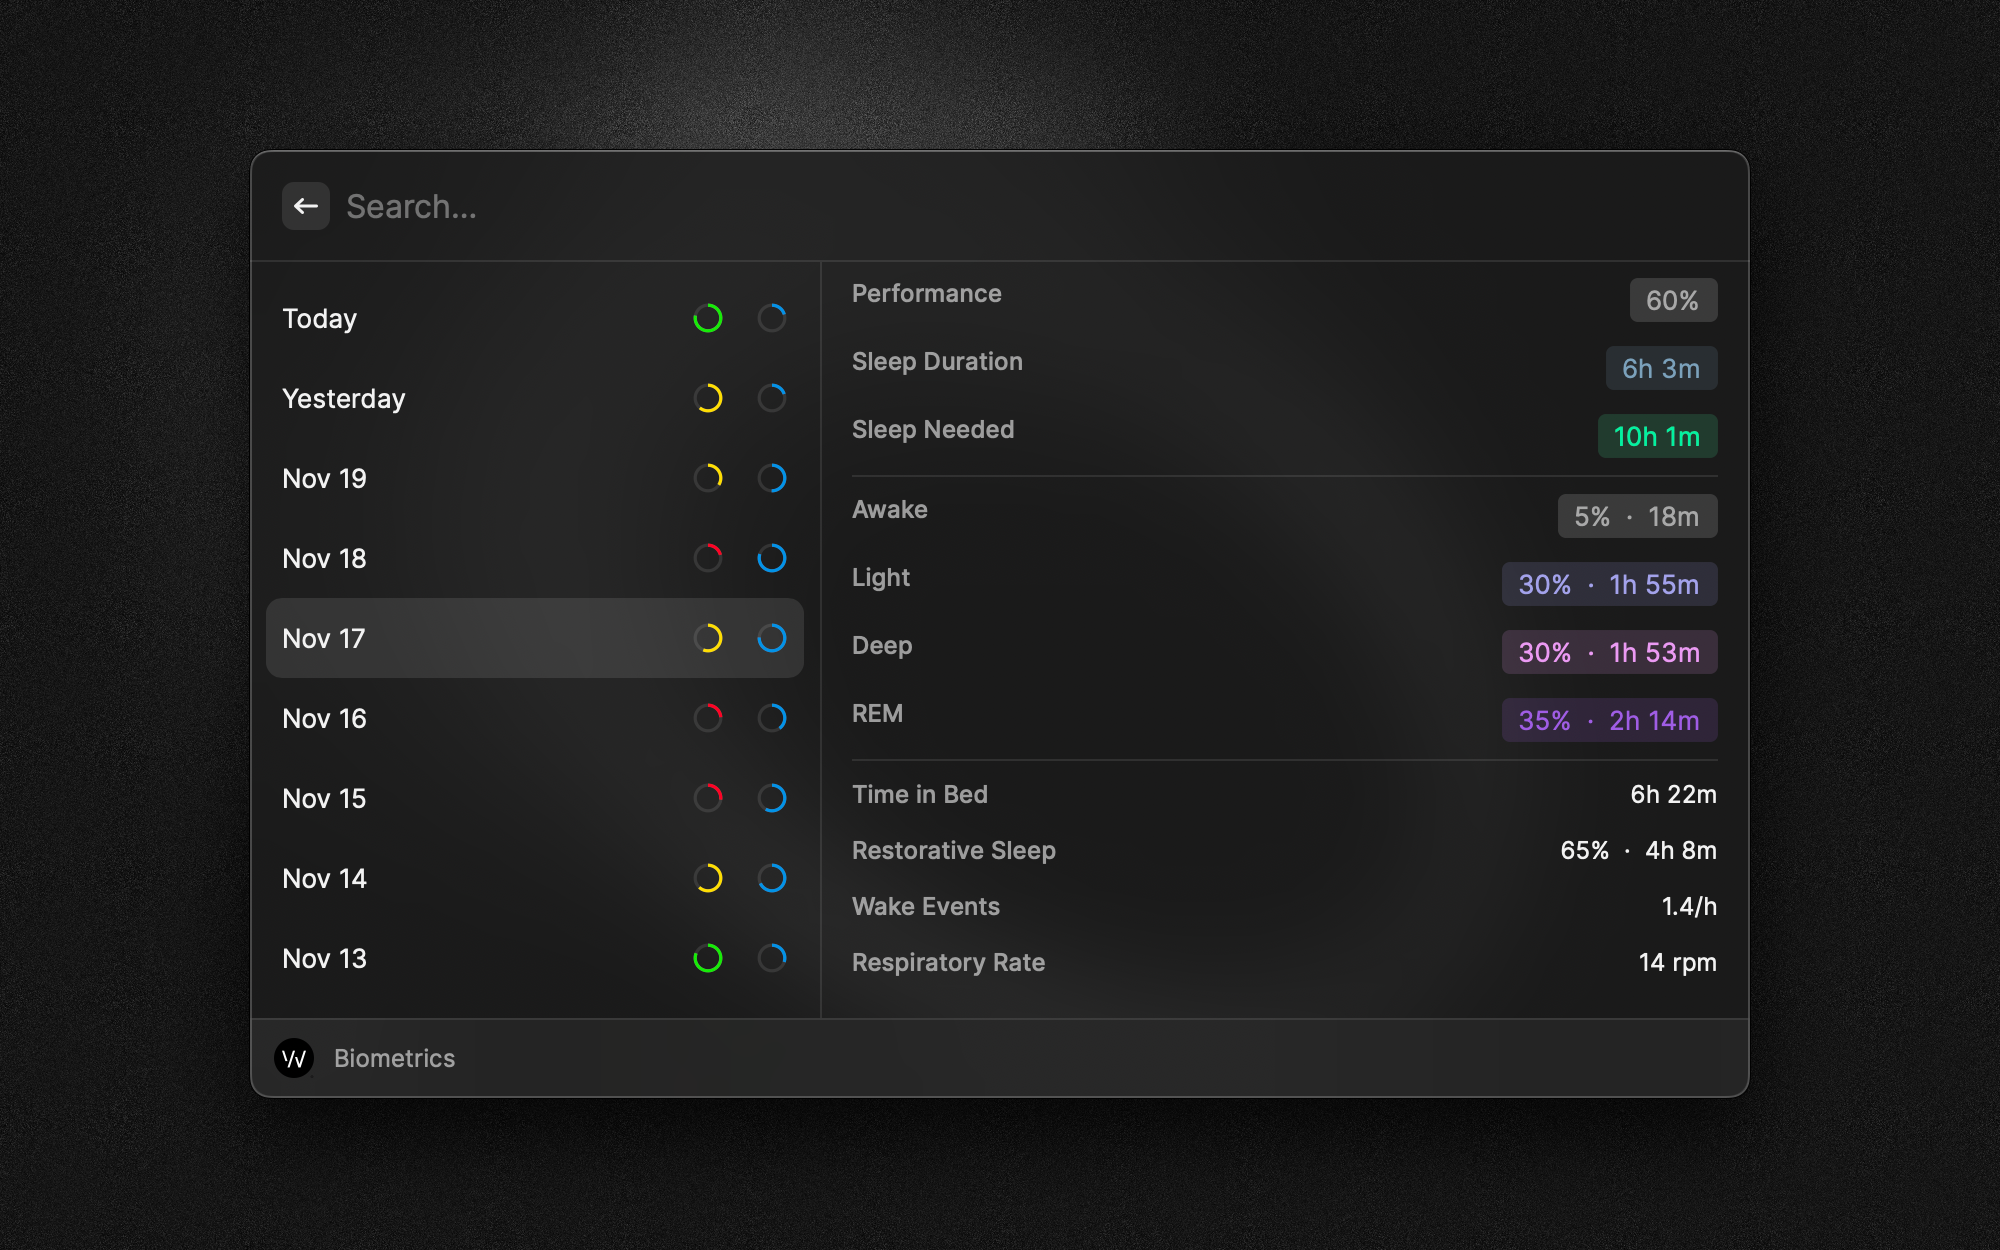 Search...
Today
Yesterday
Nov 19
Nov 18
Nov 17
Nov 16
Nov 15
Nov 14
Nov 13
Performance 60%
Sleep Duration 6h 3m
Sleep Needed 10h 1m
Awake 5% · 18m
Light 30% · 1h 55m
Deep 30% · 1h 53m
REM 35% · 2h 14m
Time in Bed 6h 22m
Restorative Sleep 65% · 4h 8m
Wake Events 1.4/h
Respiratory Rate 14 rpm
W Biometrics